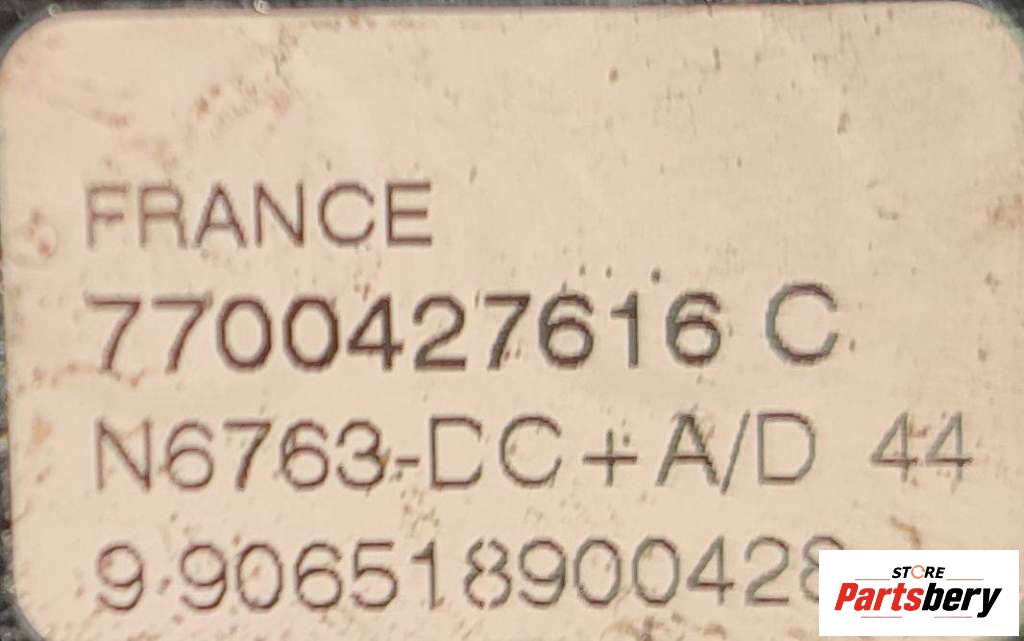 FRANCE
7700427616 C
N6763-DC+A/D 44
9.906518900428
STORE
Partsbery